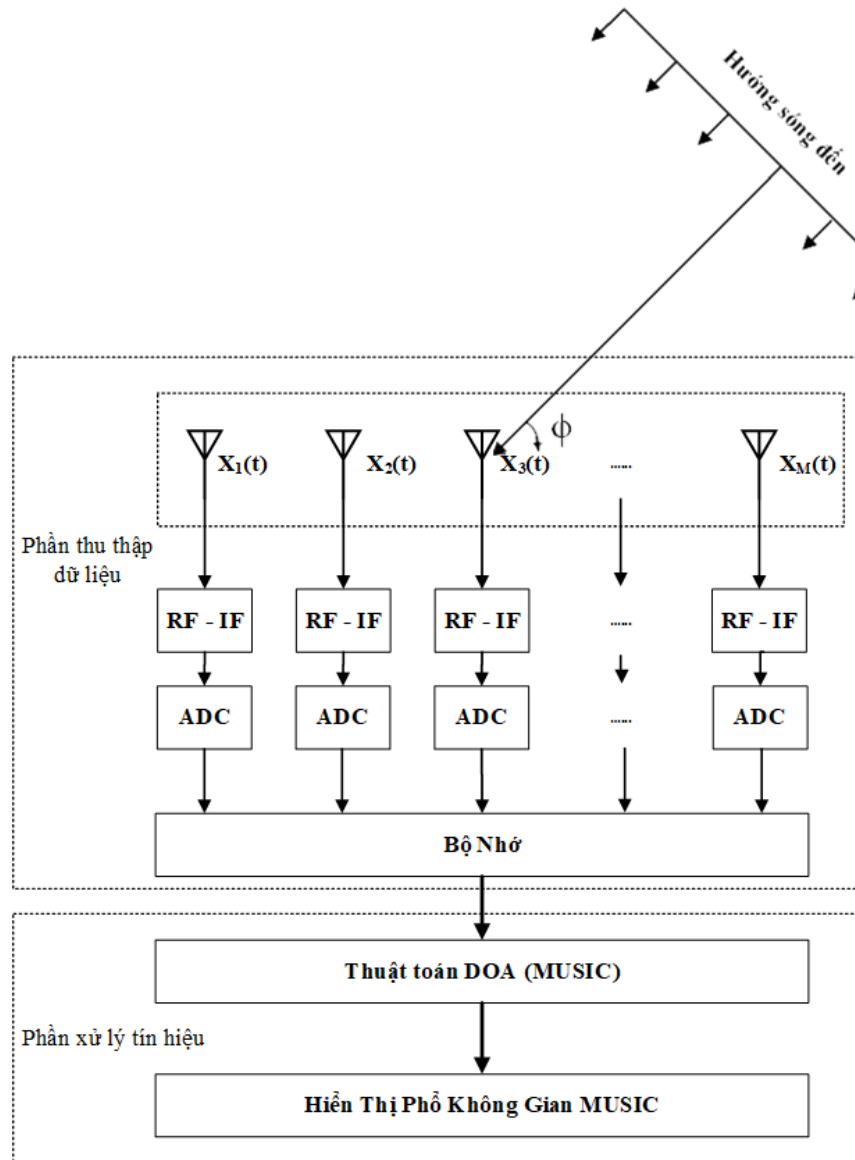 Hướng sóng đến
ϕ
X₁(t) X₂(t) X₃(t) ...... X_M(t)
Phần thu thập
dữ liệu
RF - IF RF - IF RF - IF ...... RF - IF
ADC ADC ADC ...... ADC
Bộ Nhớ
Thuật toán DOA (MUSIC)
Phần xử lý tín hiệu
Hiển Thị Phổ Không Gian MUSIC